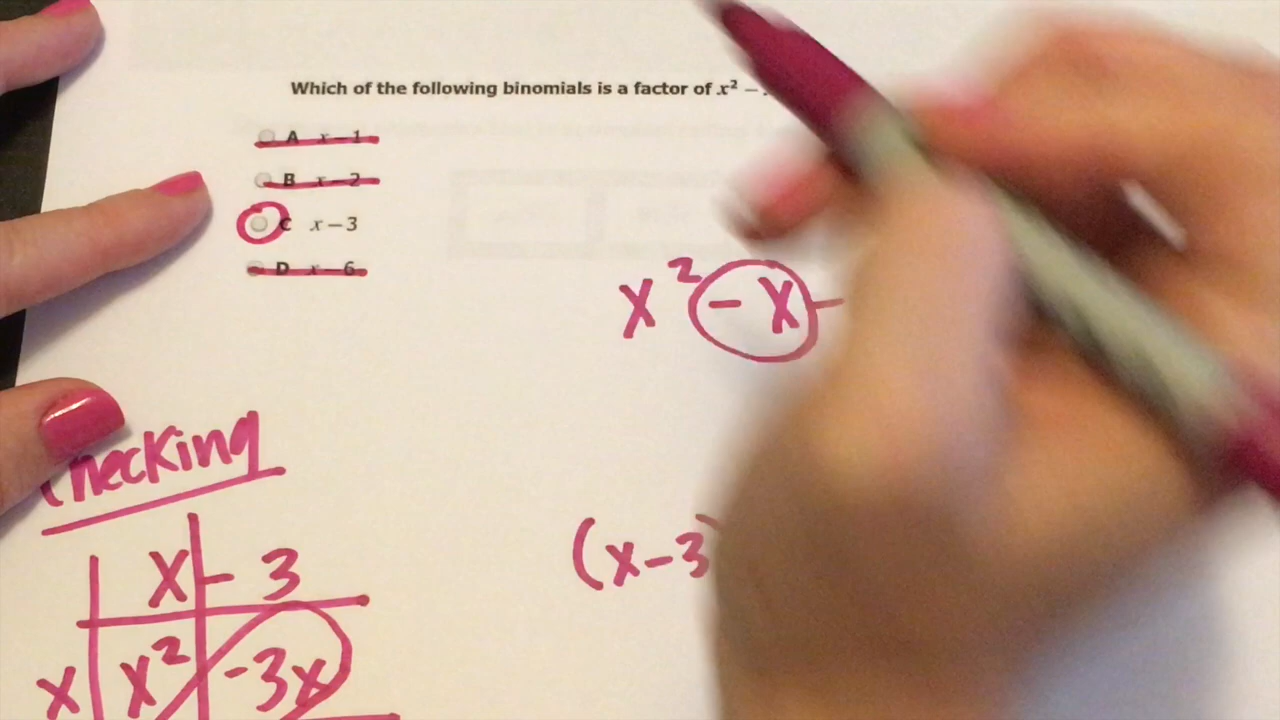 Which of the following binomials is a factor of x² −
A x−1
B x−2
C x−3
D x−6
x² − x −
Checking
(x−3)
x − 3
x x² -3x